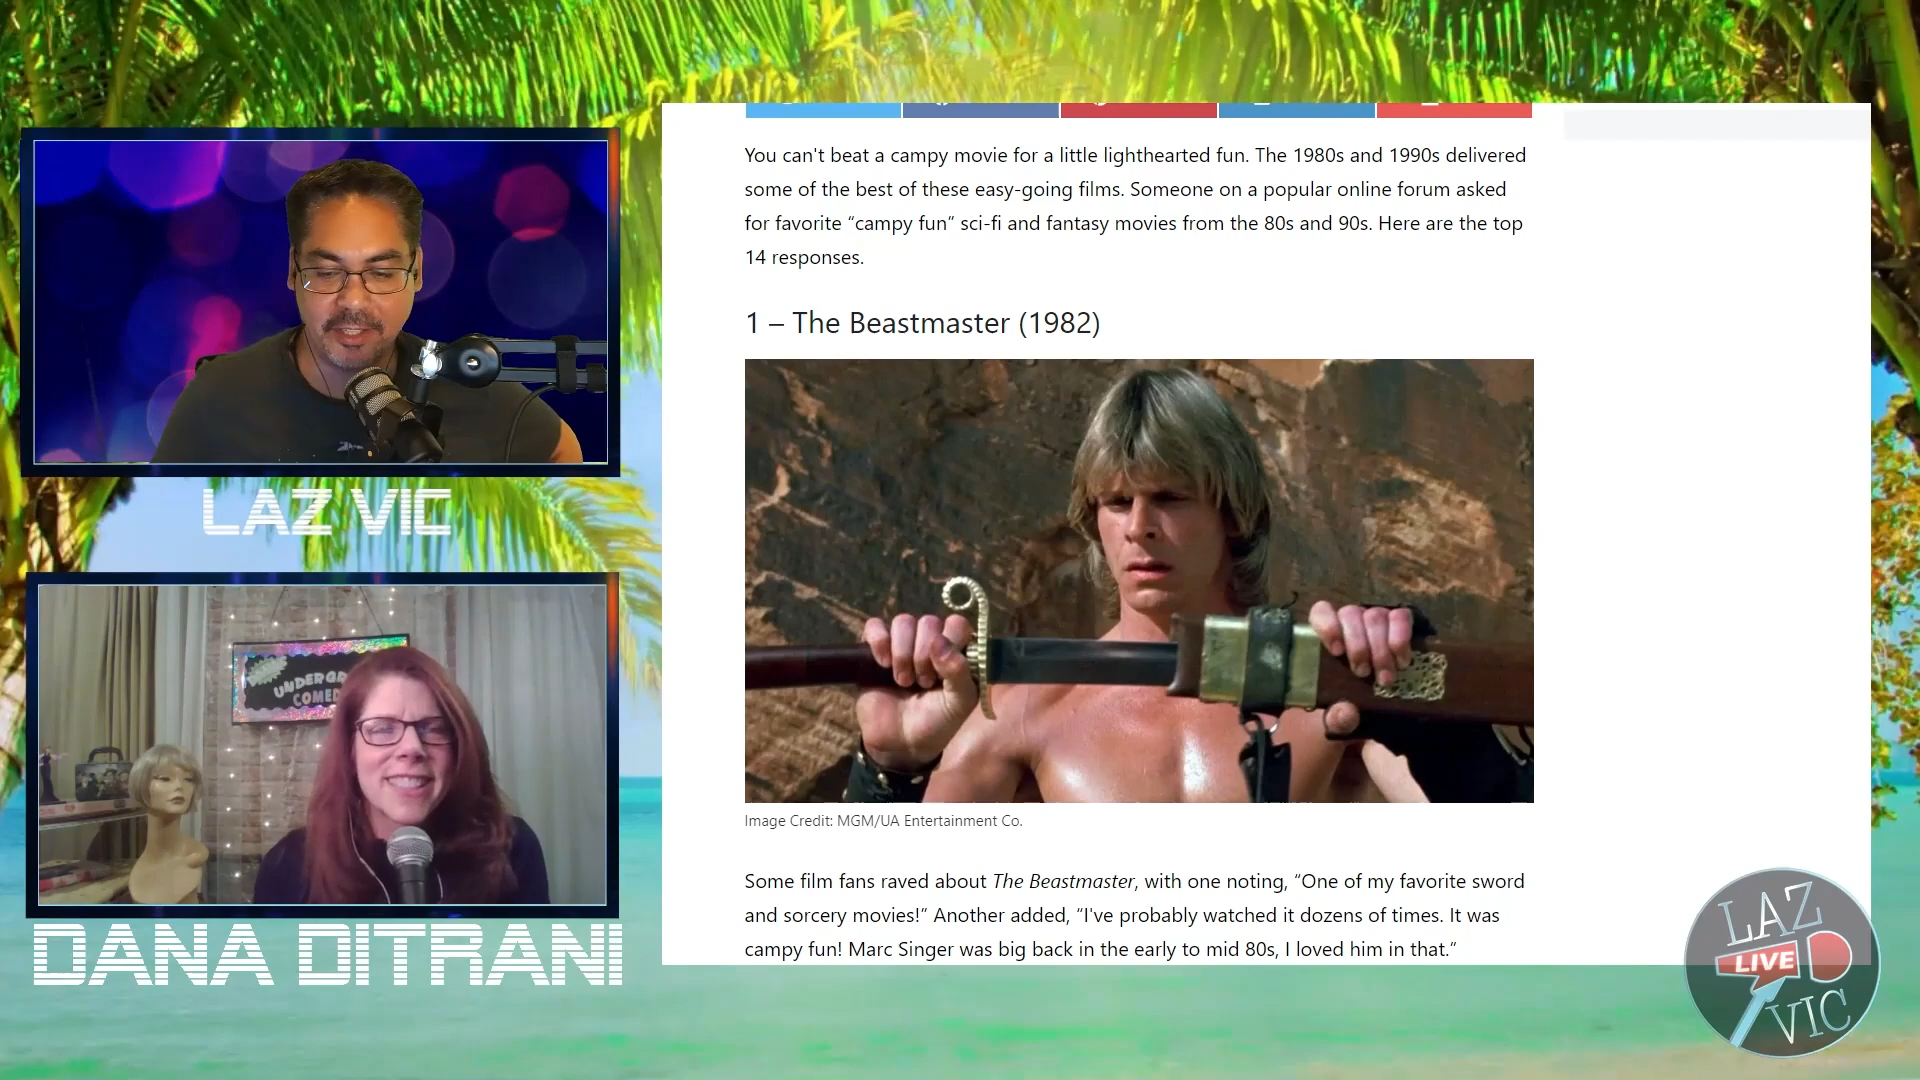 You can't beat a campy movie for a little lighthearted fun. The 1980s and 1990s delivered
some of the best of these easy-going films. Someone on a popular online forum asked
for favorite “campy fun” sci-fi and fantasy movies from the 80s and 90s. Here are the top
14 responses.
1 – The Beastmaster (1982)
Image Credit: MGM/UA Entertainment Co.
Some film fans raved about The Beastmaster, with one noting, “One of my favorite sword
and sorcery movies!” Another added, “I've probably watched it dozens of times. It was
campy fun! Marc Singer was big back in the early to mid 80s, I loved him in that.”
LAZ VIC
UNDERGR
COMED
DANA DITRANI
LAZ
LIVE
VIC